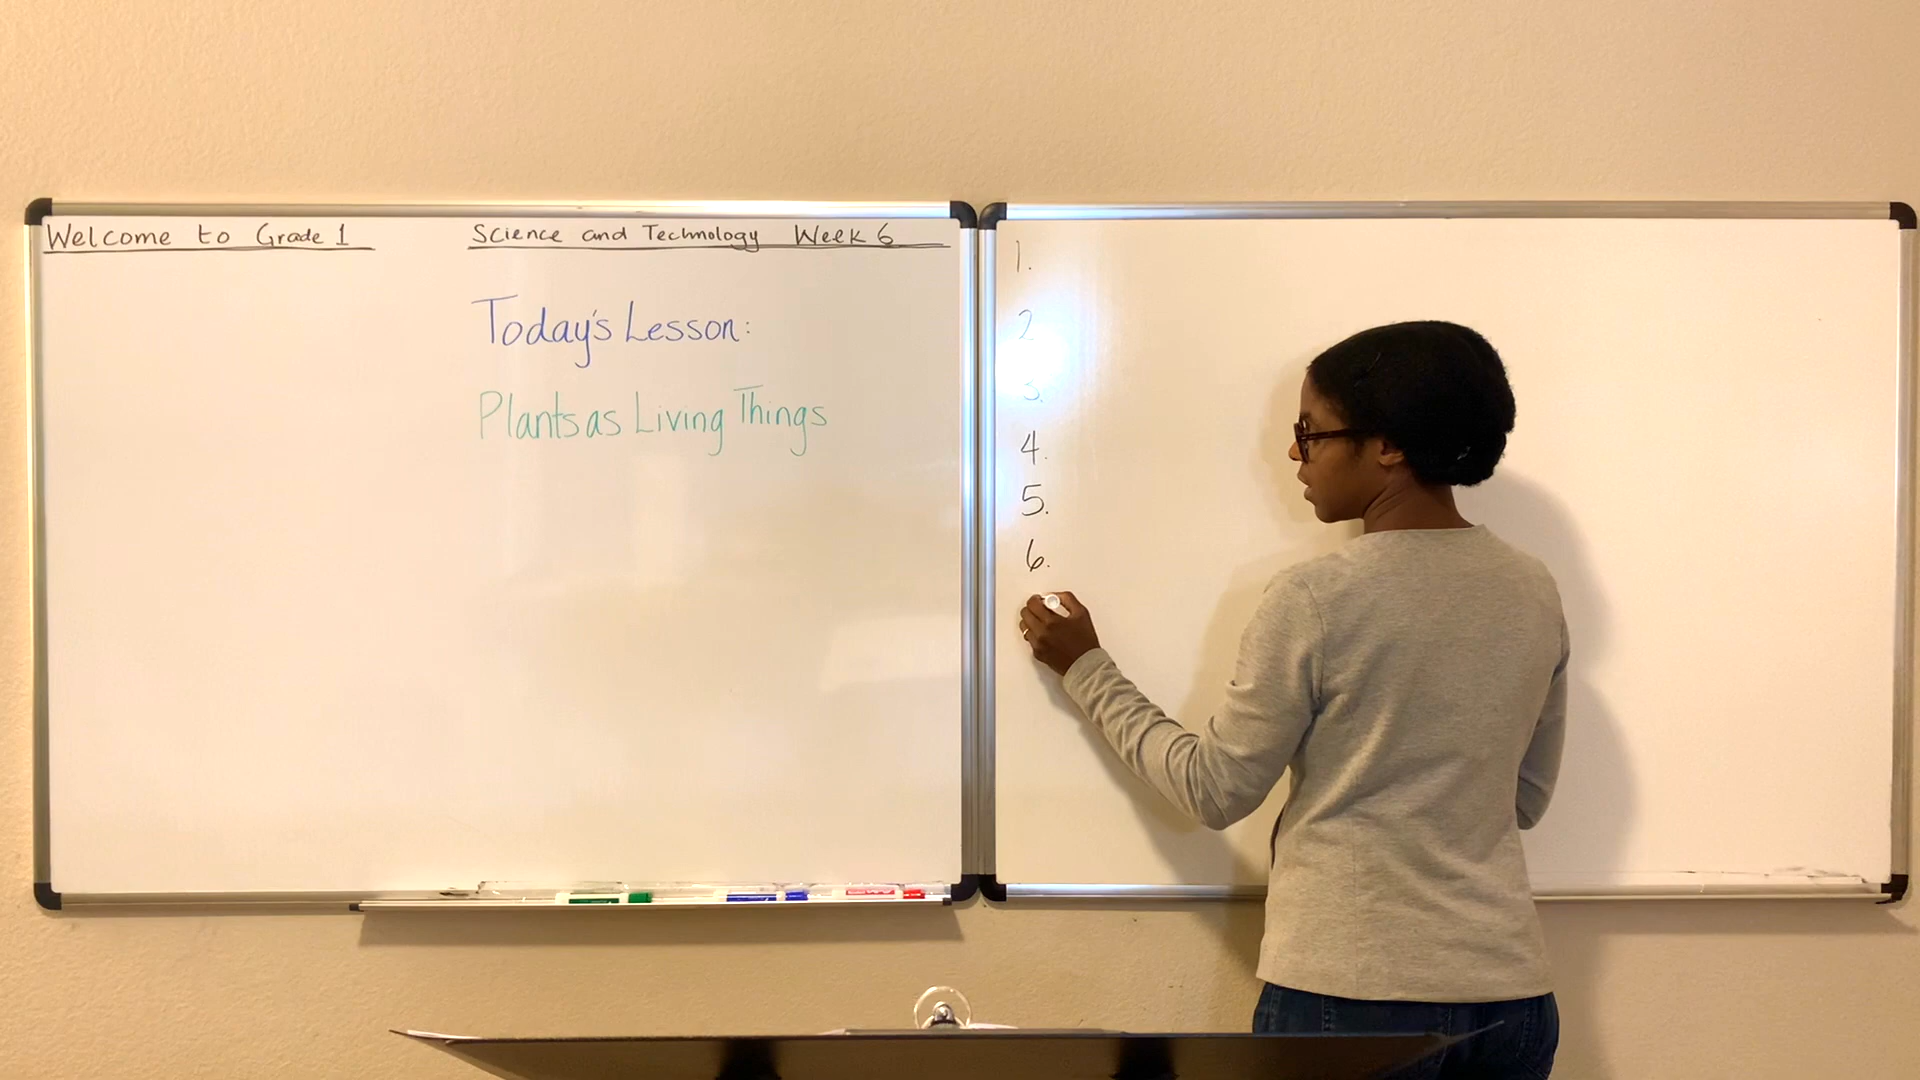 Welcome to Grade 1
Science and Technology Week 6
Today's Lesson:
Plants as Living Things
1.
2
3.
4.
5.
6.